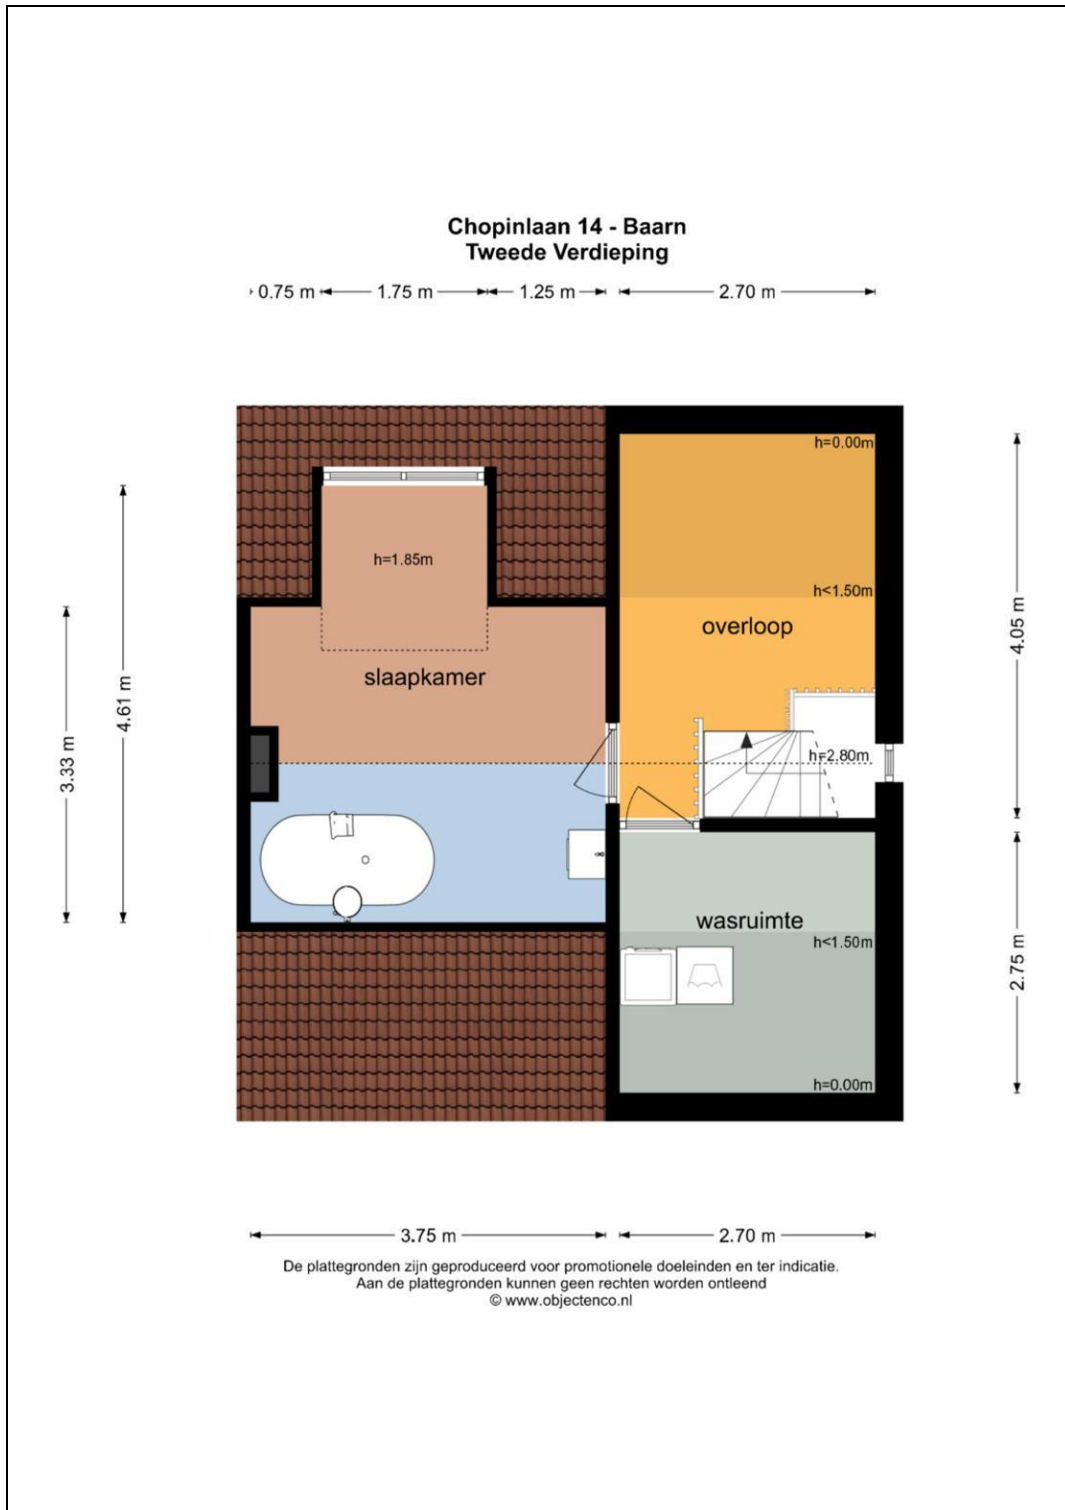 Chopinlaan 14 - Baarn
Tweede Verdieping
0.75 m 1.75 m 1.25 m 2.70 m
h=0.00m
h=1.85m
h<1.50m
overloop
4.05 m
slaapkamer
4.61 m
3.33 m
h=2.80m
wasruimte
h<1.50m
2.75 m
h=0.00m
3.75 m 2.70 m
De plattegronden zijn geproduceerd voor promotionele doeleinden en ter indicatie.
Aan de plattegronden kunnen geen rechten worden ontleend
© www.objectenco.nl